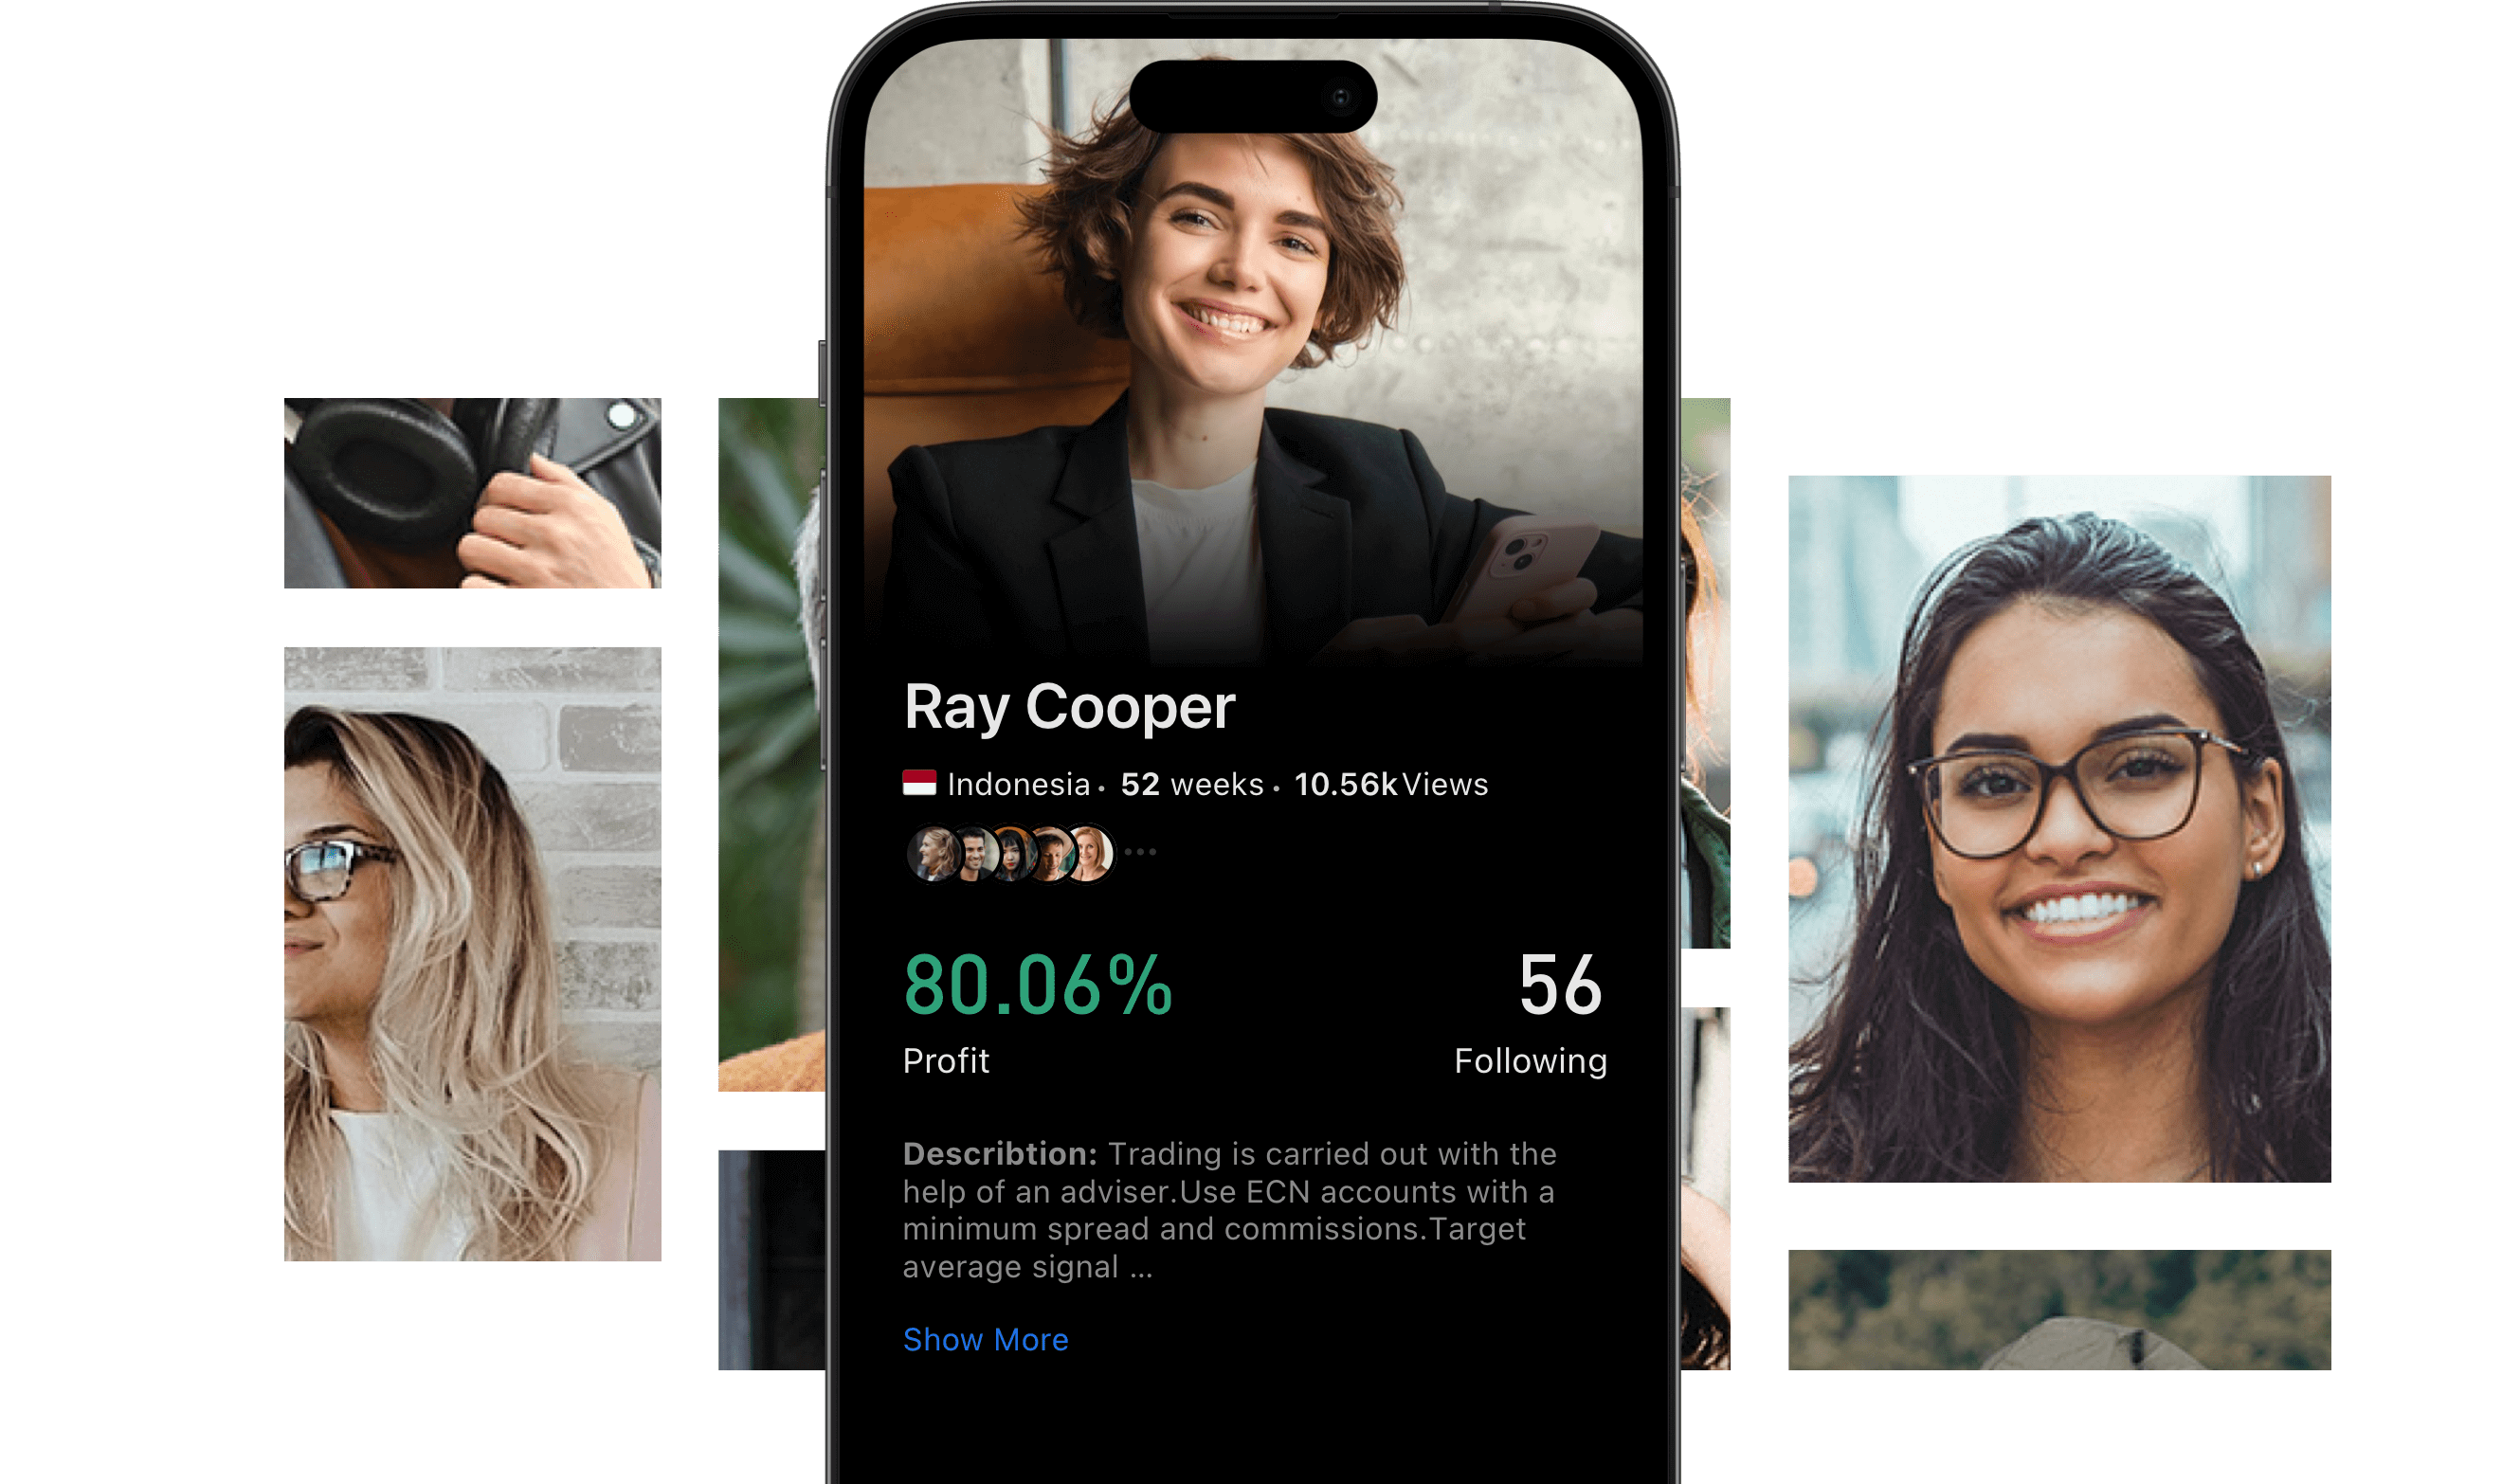 Ray Cooper
Indonesia · 52 weeks · 10.56k Views
80.06%
56
Profit
Following
Describtion: Trading is carried out with the
help of an adviser.Use ECN accounts with a
minimum spread and commissions.Target
average signal ...
Show More